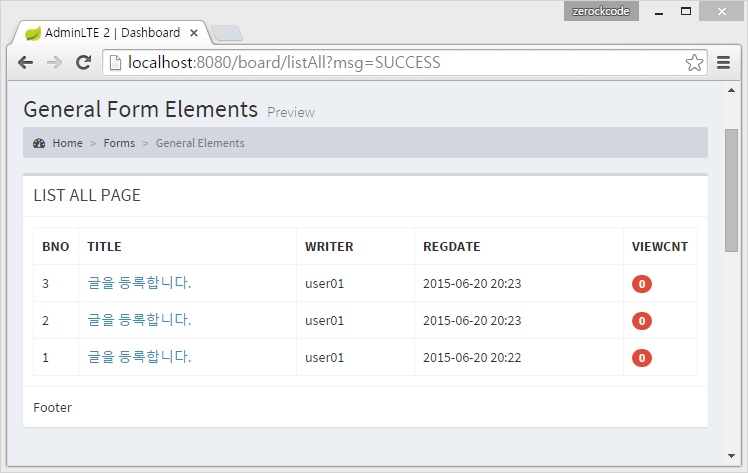 zerockcode
AdminLTE 2 | Dashboard
localhost:8080/board/listAll?msg=SUCCESS
General Form Elements Preview
Home > Forms > General Elements
LIST ALL PAGE
BNO TITLE WRITER REGDATE VIEWCNT
3 글을 등록합니다. user01 2015-06-20 20:23 0
2 글을 등록합니다. user01 2015-06-20 20:23 0
1 글을 등록합니다. user01 2015-06-20 20:22 0
Footer